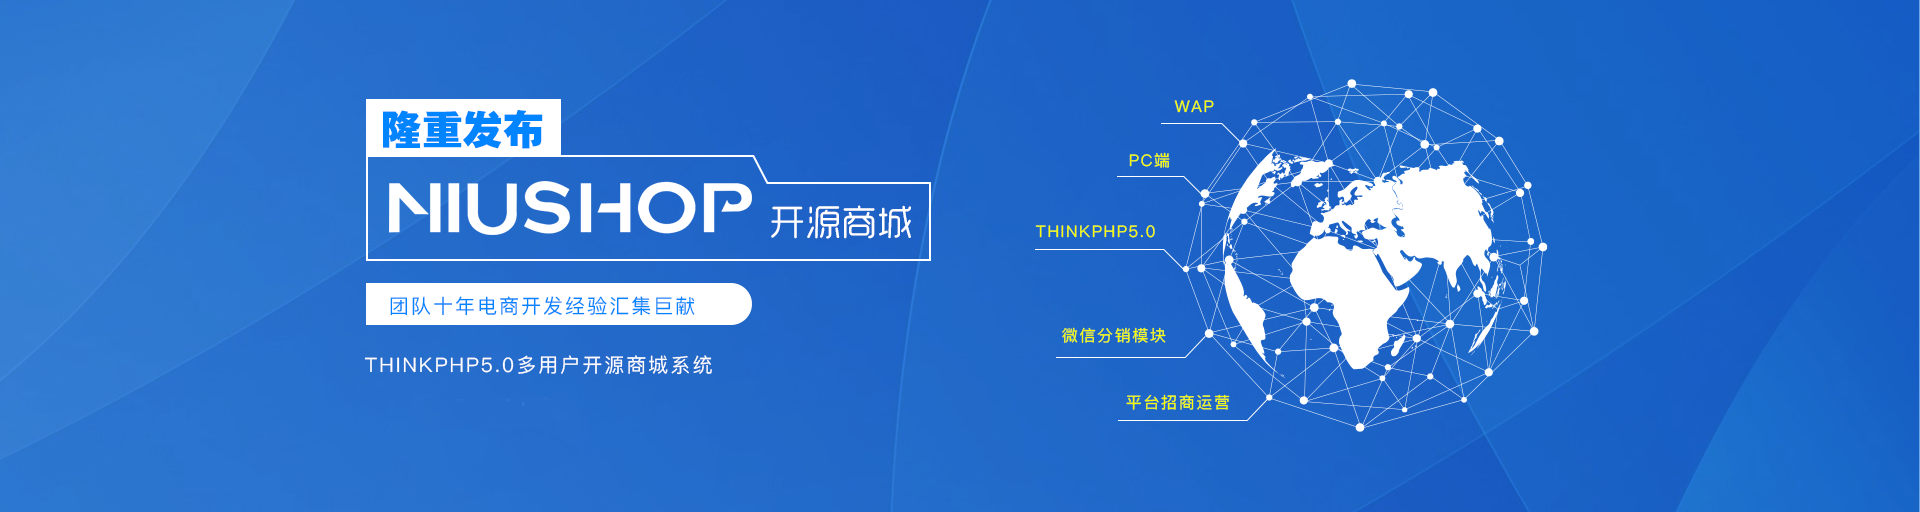 隆重发布
NIUSHOP 开源商城
团队十年电商开发经验汇集巨献
THINKPHP5.0多用户开源商城系统
WAP
PC端
THINKPHP5.0
微信分销模块
平台招商运营